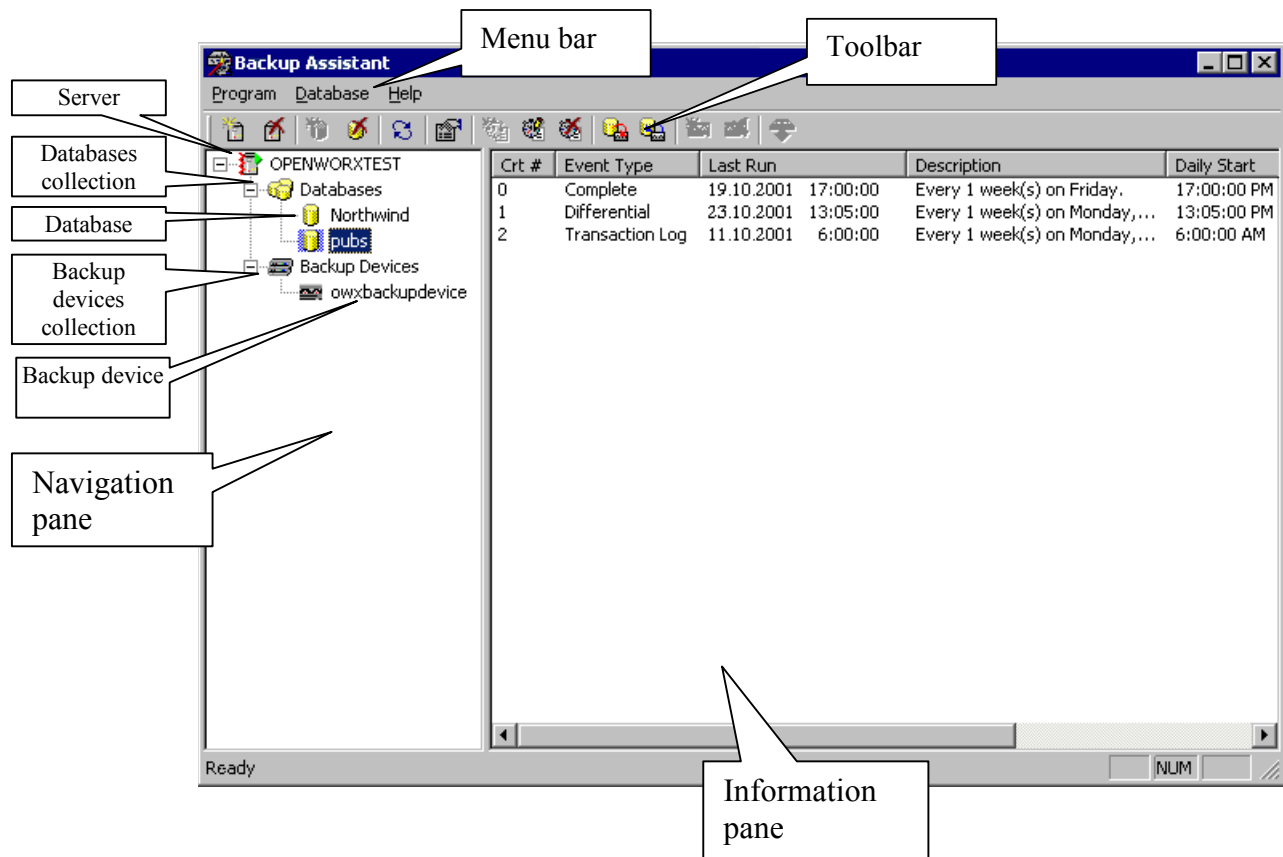 Menu bar
Toolbar
Backup Assistant
Program Database Help
Server
Databases
collection
Database
Backup
devices
collection
Backup device
Navigation
pane
OPENWORXTEST
Databases
Northwind
pubs
Backup Devices
owxbackupdevice
Crt # Event Type Last Run Description Daily Start
0 Complete 19.10.2001 17:00:00 Every 1 week(s) on Friday. 17:00:00 PM
1 Differential 23.10.2001 13:05:00 Every 1 week(s) on Monday,... 13:05:00 PM
2 Transaction Log 11.10.2001 6:00:00 Every 1 week(s) on Monday,... 6:00:00 AM
Ready
NUM
Information
pane